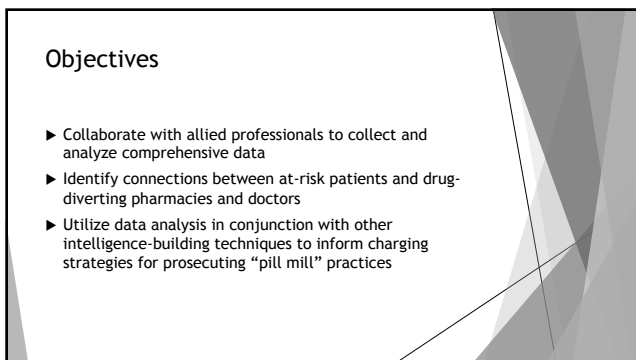 Objectives
▶ Collaborate with allied professionals to collect and
analyze comprehensive data
▶ Identify connections between at-risk patients and drug-
diverting pharmacies and doctors
▶ Utilize data analysis in conjunction with other
intelligence-building techniques to inform charging
strategies for prosecuting “pill mill” practices